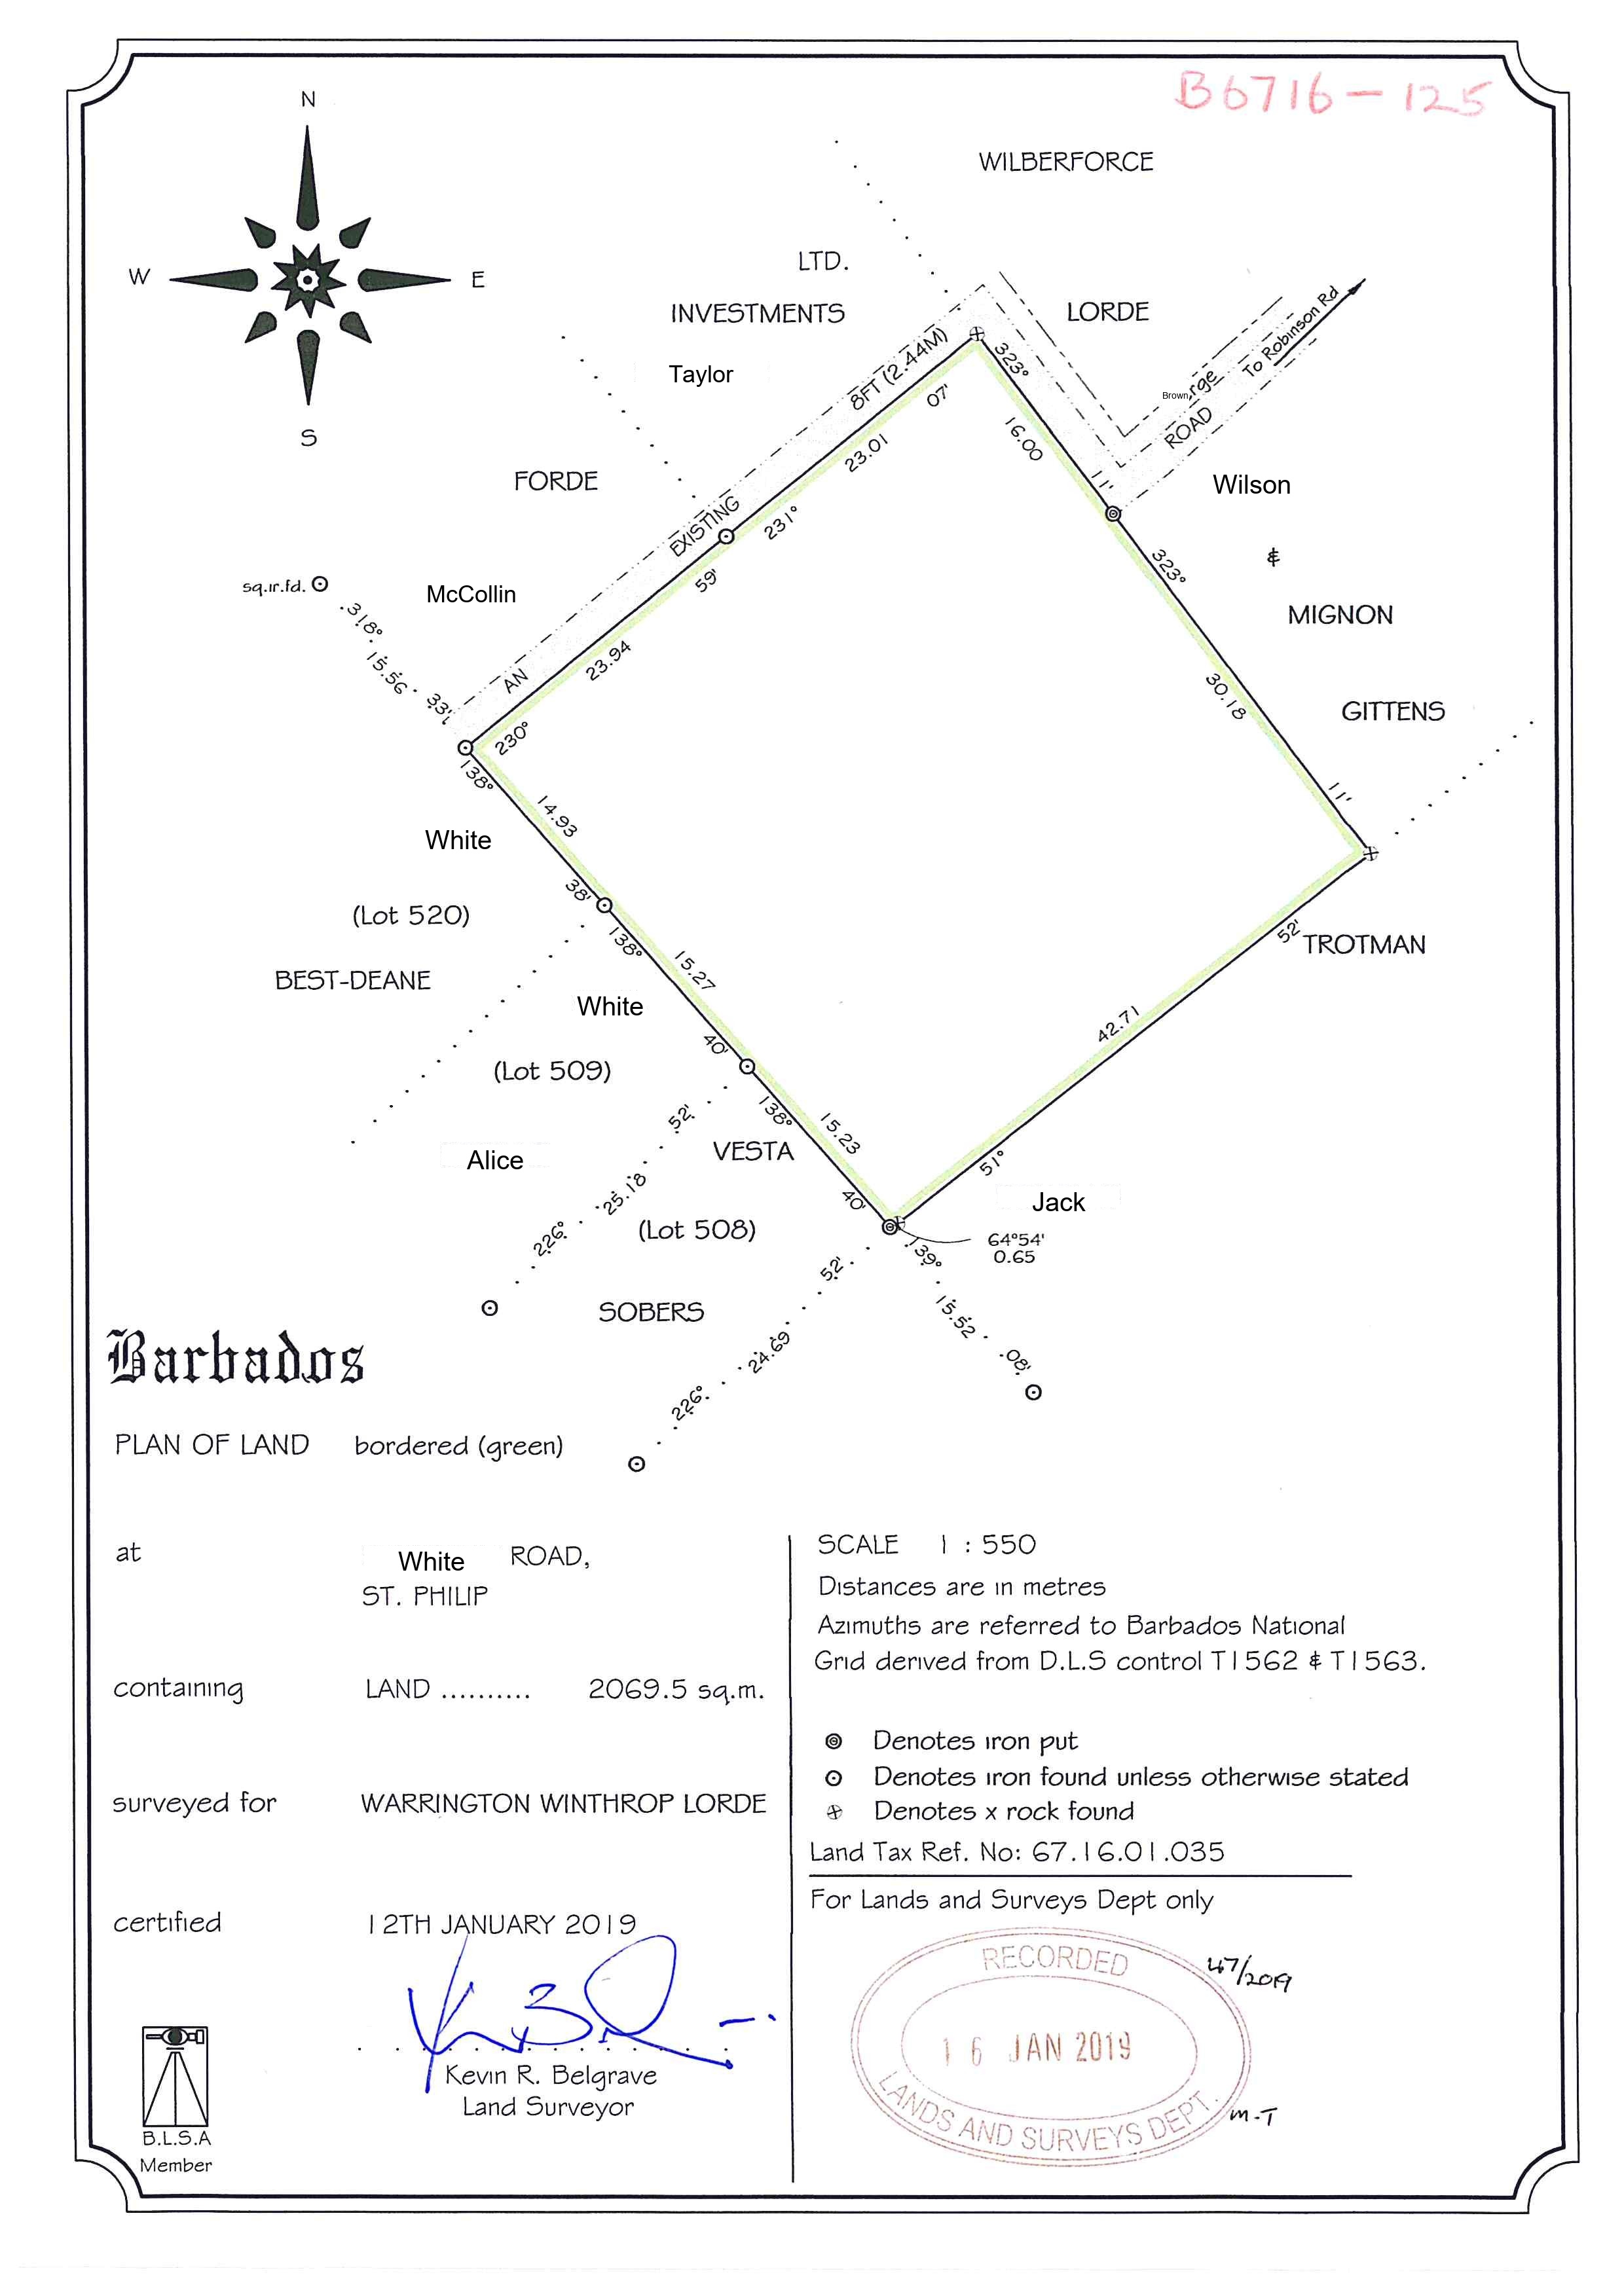 B6716-125
N
W
E
S
WILBERFORCE
LTD.
INVESTMENTS
LORDE
Taylor
8FT (2.44M)
323°
To Robinson Rd
Brown
ROAD
07'
16.00
23.01
11'
Wilson
FORDE
EXISTING
231°
&
323°
sq.ir.fd.
McCollin
59'
MIGNON
318°
15.56
33'
AN
23.94
30.18
GITTENS
230°
138°
14.93
11'
White
38'
(Lot 520)
138°
52'
TROTMAN
BEST-DEANE
15.27
White
40'
42.71
(Lot 509)
138°
52'
15.23
VESTA
Alice
51°
25.18
40'
Jack
226°
(Lot 508)
64°54'
0.65
139°
52'
SOBERS
15.52
24.69
08'
226°
Barbados
PLAN OF LAND bordered (green)
at White ROAD,
ST. PHILIP
containing LAND .......... 2069.5 sq.m.
surveyed for WARRINGTON WINTHROP LORDE
certified 12TH JANUARY 2019
Kevin R. Belgrave
Land Surveyor
B.L.S.A
Member
SCALE 1 : 550
Distances are in metres
Azimuths are referred to Barbados National
Grid derived from D.L.S control T1562 & T1563.
Denotes iron put
Denotes iron found unless otherwise stated
Denotes x rock found
Land Tax Ref. No: 67.16.01.035
For Lands and Surveys Dept only
RECORDED
47/2019
16 JAN 2019
LANDS AND SURVEYS DEPT.
M-T